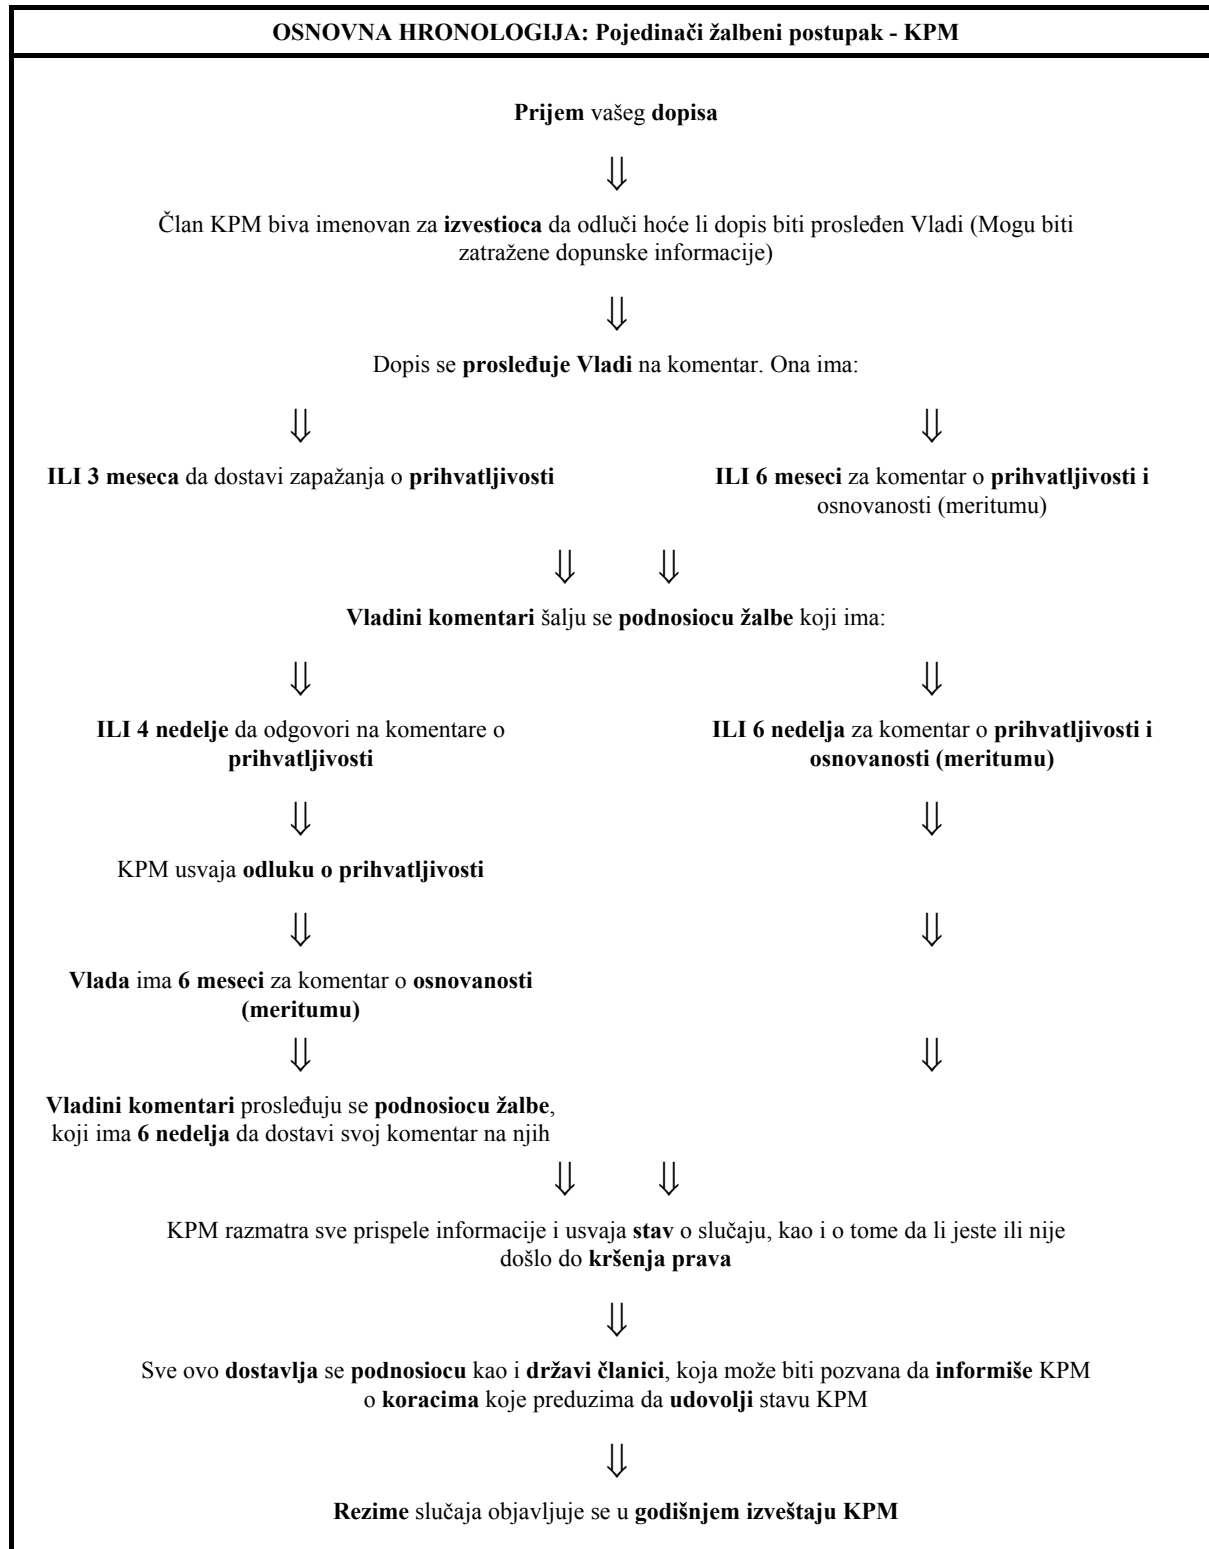 OSNOVNA HRONOLOGIJA: Pojedinači žalbeni postupak - KPM
Prijem vašeg dopisa
Član KPM biva imenovan za izvestioca da odluči hoće li dopis biti prosleđen Vladi (Mogu biti
zatražene dopunske informacije)
Dopis se prosleđuje Vladi na komentar. Ona ima:
ILI 3 meseca da dostavi zapažanja o prihvatljivosti
ILI 6 meseci za komentar o prihvatljivosti i
osnovanosti (meritumu)
Vladini komentari šalju se podnosiocu žalbe koji ima:
ILI 4 nedelje da odgovori na komentare o
prihvatljivosti
ILI 6 nedelja za komentar o prihvatljivosti i
osnovanosti (meritumu)
KPM usvaja odluku o prihvatljivosti
Vlada ima 6 meseci za komentar o osnovanosti
(meritumu)
Vladini komentari prosleđuju se podnosiocu žalbe,
koji ima 6 nedelja da dostavi svoj komentar na njih
KPM razmatra sve prispele informacije i usvaja stav o slučaju, kao i o tome da li jeste ili nije
došlo do kršenja prava
Sve ovo dostavlja se podnosiocu kao i državi članici, koja može biti pozvana da informiše KPM
o koracima koje preduzima da udovolji stavu KPM
Rezime slučaja objavljuje se u godišnjem izveštaju KPM